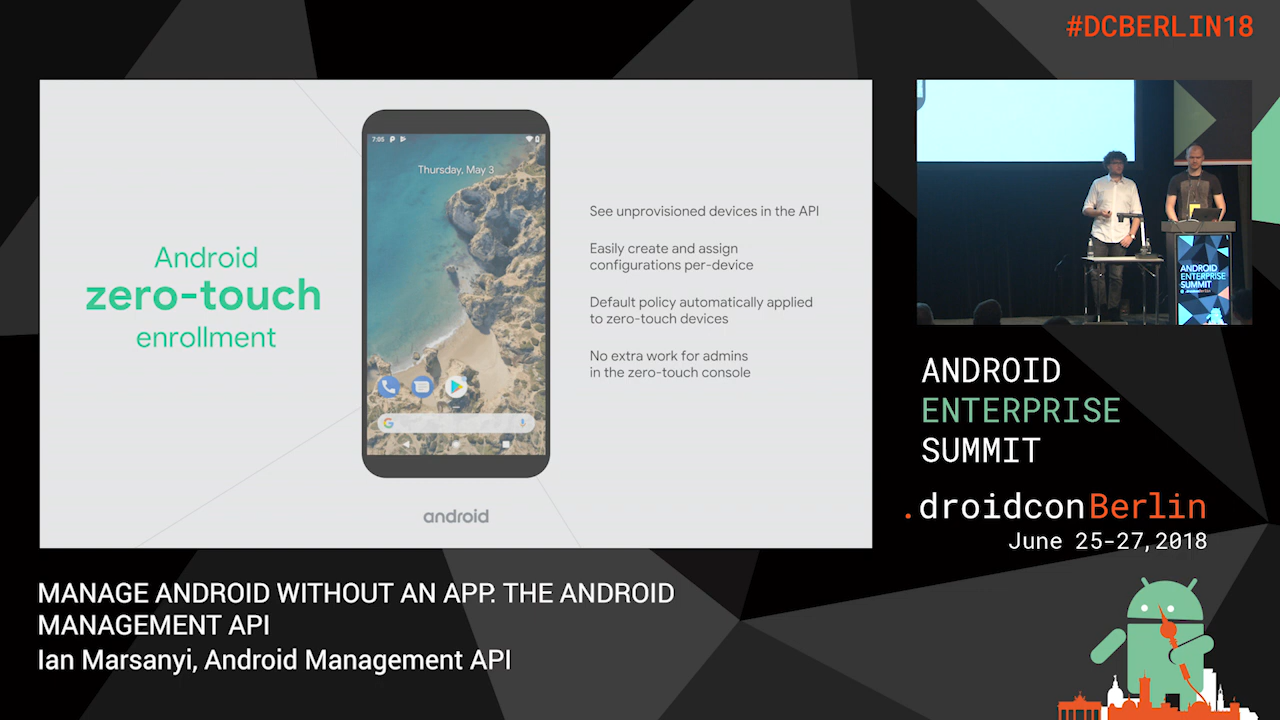 #DCBERLIN18
Android
zero-touch
enrollment
7:05
Thursday, May 3
See unprovisioned devices in the API
Easily create and assign
configurations per-device
Default policy automatically applied
to zero-touch devices
No extra work for admins
in the zero-touch console
android
ANDROID
ENTERPRISE
SUMMIT
ANDROID
ENTERPRISE
SUMMIT
.droidconBerlin
June 25-27, 2018
MANAGE ANDROID WITHOUT AN APP: THE ANDROID
MANAGEMENT API
Ian Marsanyi, Android Management API